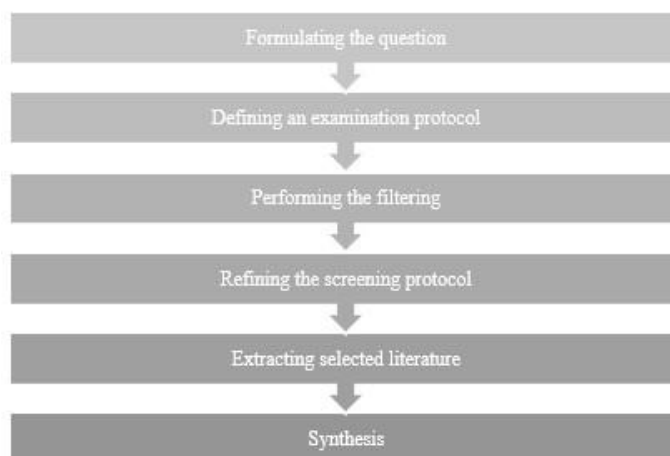 Formulating the question
Defining an examination protocol
Performing the filtering
Refining the screening protocol
Extracting selected literature
Synthesis